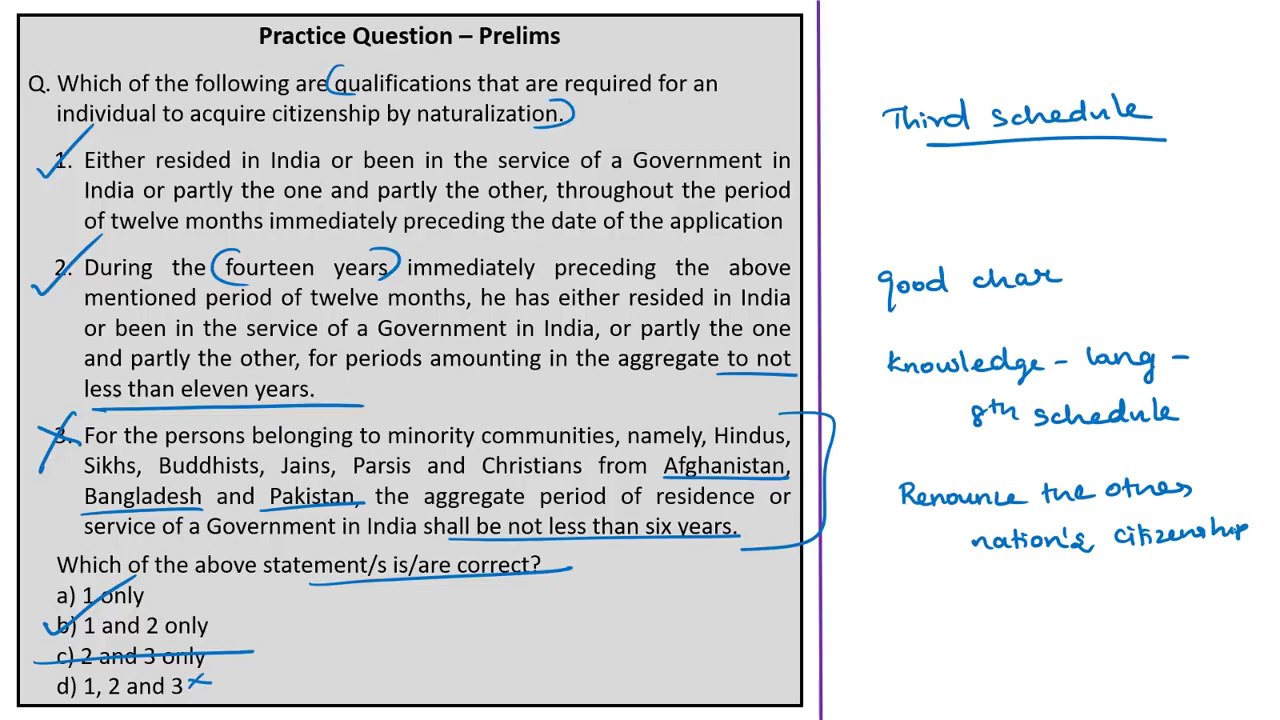 Practice Question – Prelims
Q. Which of the following are qualifications that are required for an
individual to acquire citizenship by naturalization.
1. Either resided in India or been in the service of a Government in
India or partly the one and partly the other, throughout the period
of twelve months immediately preceding the date of the application
2. During the fourteen years immediately preceding the above
mentioned period of twelve months, he has either resided in India
or been in the service of a Government in India, or partly the one
and partly the other, for periods amounting in the aggregate to not
less than eleven years.
3. For the persons belonging to minority communities, namely, Hindus,
Sikhs, Buddhists, Jains, Parsis and Christians from Afghanistan,
Bangladesh and Pakistan, the aggregate period of residence or
service of a Government in India shall be not less than six years.
Which of the above statement/s is/are correct?
a) 1 only
b) 1 and 2 only
c) 2 and 3 only
d) 1, 2 and 3
Third schedule
good char
knowledge – lang –
8th schedule
Renounce the other
nation's citizenship